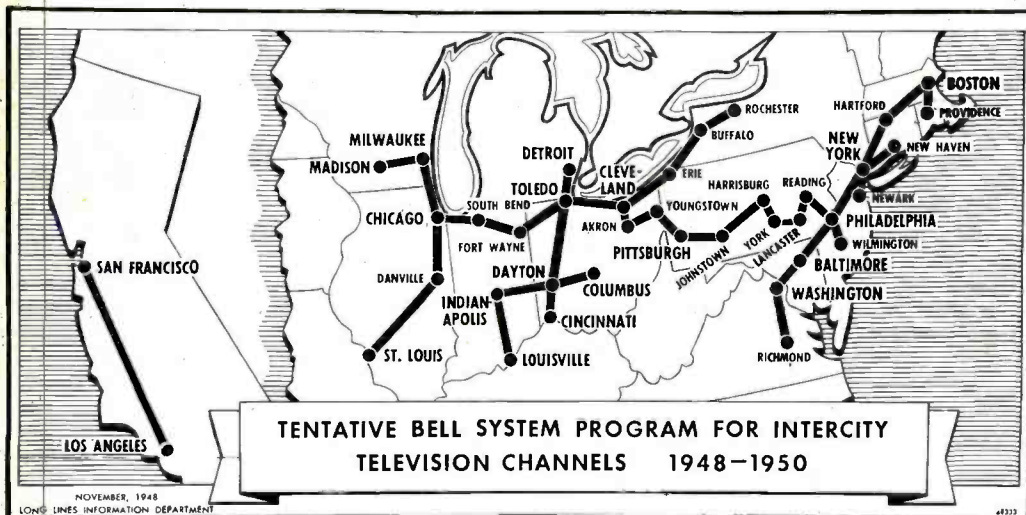 BOSTON
ROCHESTER
HARTFORD
PROVIDENCE
BUFFALO
MILWAUKEE
DETROIT
NEW
YORK
NEW HAVEN
MADISON
CLEVE-
LAND
ERIE
TOLEDO
HARRISBURG
READING
NEWARK
SOUTH
BEND
YOUNGSTOWN
CHICAGO
AKRON
PHILADELPHIA
FORT WAYNE
PITTSBURGH
YORK
LANCASTER
JOHNSTOWN
WILMINGTON
BALTIMORE
SAN FRANCISCO
DANVILLE
DAYTON
COLUMBUS
WASHINGTON
INDIAN
APOLIS
CINCINNATI
RICHMOND
ST. LOUIS
LOUISVILLE
LOS ANGELES
TENTATIVE BELL SYSTEM PROGRAM FOR INTERCITY
TELEVISION CHANNELS 1948–1950
NOVEMBER, 1948
LONG LINES INFORMATION DEPARTMENT